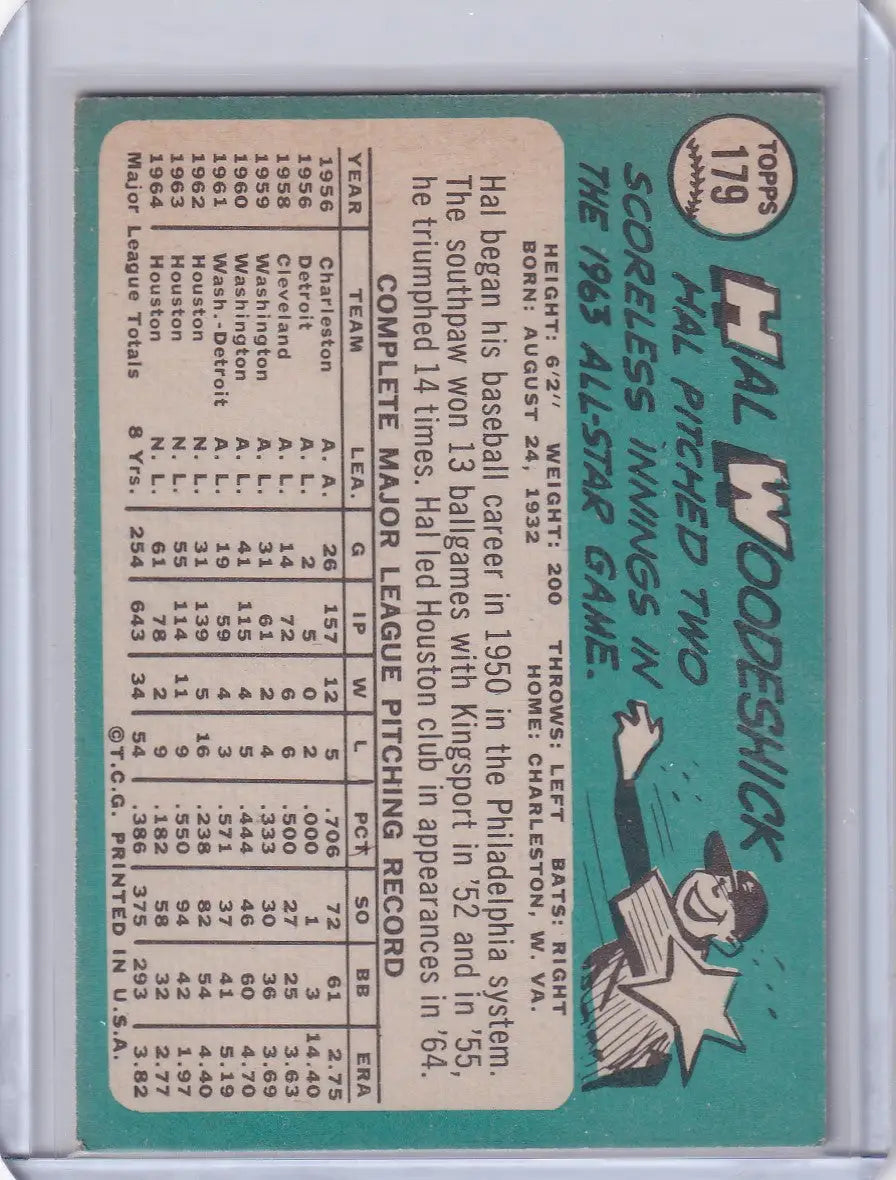 TOPPS
179
HAL WOODESHICK
HAL PITCHED TWO
SCORELESS INNINGS IN
THE 1963 ALL-STAR GAME.
HEIGHT: 6'2" WEIGHT: 200 THROWS: LEFT BATS: RIGHT
BORN: AUGUST 24, 1932 HOME: CHARLESTON, W. VA.
Hal began his baseball career in 1950 in the Philadelphia system.
The southpaw won 13 ballgames with Kingsport in '52 and in '55,
he triumphed 14 times. Hal led Houston club in appearances in '64.
COMPLETE MAJOR LEAGUE PITCHING RECORD
YEAR TEAM LEA. G IP W L PCT SO BB ERA
1956 Charleston A. A. 26 157 12 5 .706 72 61 2.75
1956 Detroit A. L. 2 5 0 2 .000 1 3 14.40
1958 Cleveland A. L. 14 72 6 6 .500 27 25 3.63
1959 Washington A. L. 31 61 2 4 .333 30 36 3.69
1960 Washington A. L. 41 115 4 5 .444 46 60 4.70
1961 Wash.-Detroit A. L. 19 59 4 3 .571 37 41 5.19
1962 Houston N. L. 31 139 5 16 .238 82 54 4.40
1963 Houston N. L. 55 114 11 9 .550 94 42 1.97
1964 Houston N. L. 61 78 2 9 .182 58 32 2.77
Major League Totals 8 Yrs. 254 643 34 54 .386 375 293 3.82
©T.C.G. PRINTED IN U.S.A.